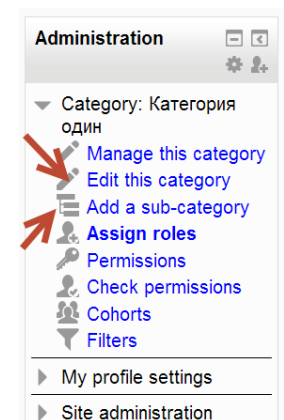 Administration
Category: Категория
один
Manage this category
Edit this category
Add a sub-category
Assign roles
Permissions
Check permissions
Cohorts
Filters
My profile settings
Site administration